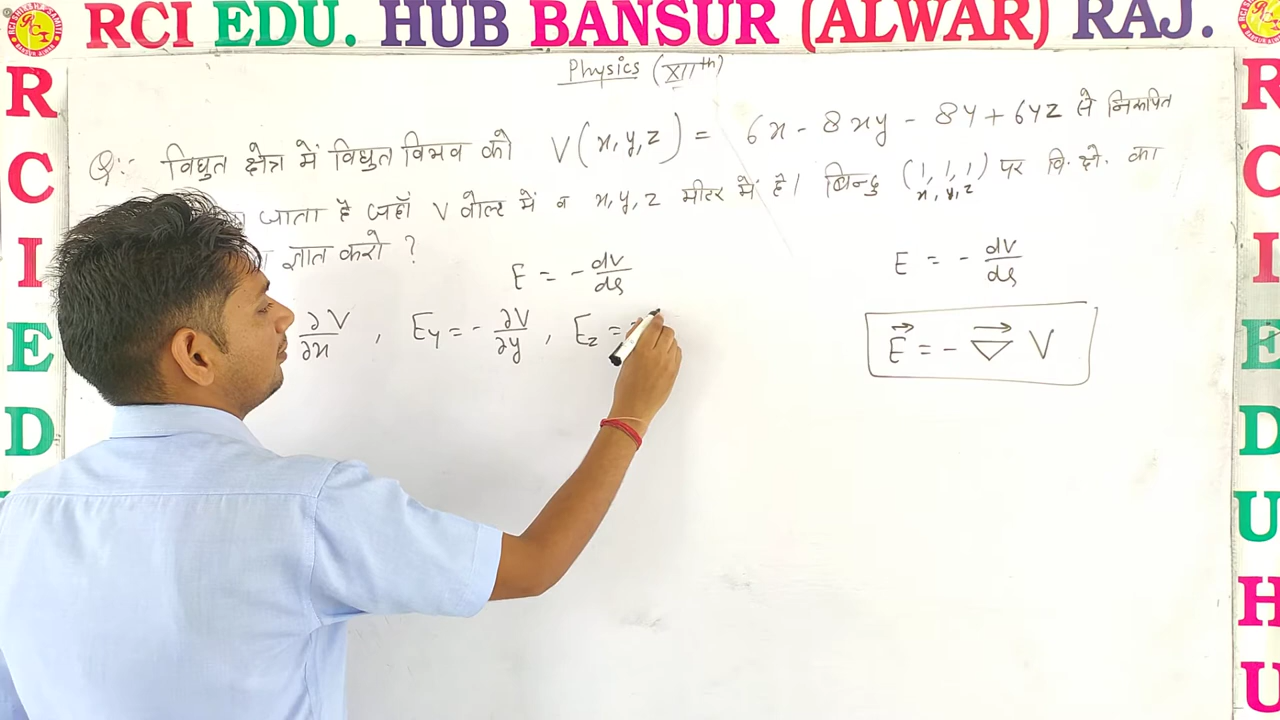 RCI EDU. HUB BANSUR (ALWAR) RAJ.
Physics (XIIth)
Q:- विद्युत क्षेत्र में विद्युत विभव को V(x,y,z) = 6x - 8xy - 8y + 6yz से निरूपित
जाता है जहाँ V वोल्ट में व x,y,z मीटर में है। बिन्दु (1,1,1) पर वि. क्षे. का
x, y, z
ज्ञात करो ?
E = - dv/ds
E = - dv/ds
∂V/∂x , Ey = - ∂V/∂y , Ez =
E⃗ = - ∇⃗ V
R
C
I
E
D
R
C
I
E
D
U
H
U